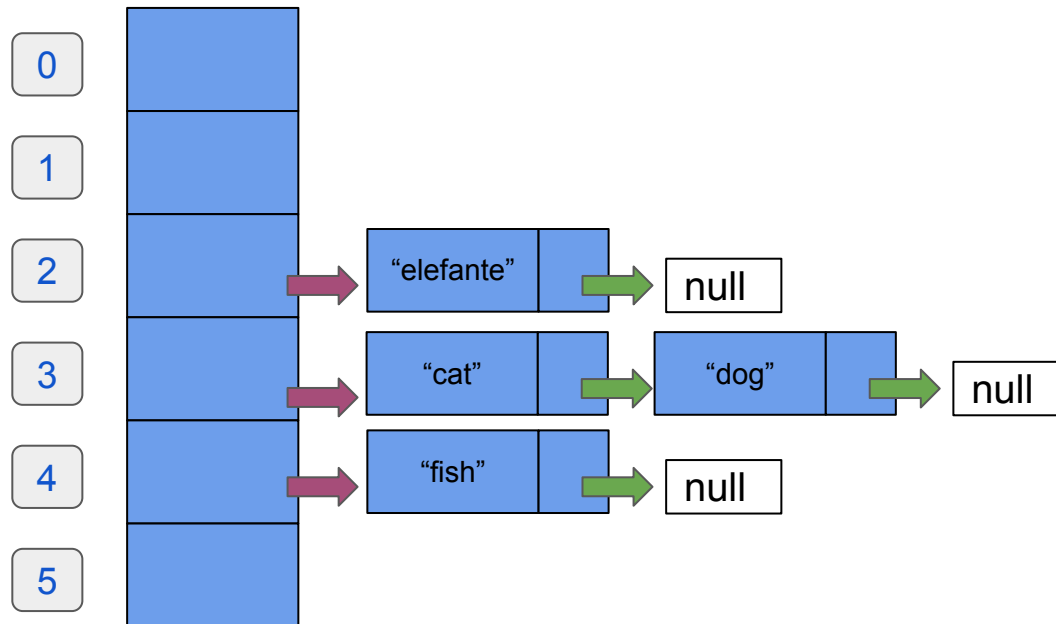 0
1
2
“elefante”
null
3
“cat”
“dog”
null
4
“fish”
null
5